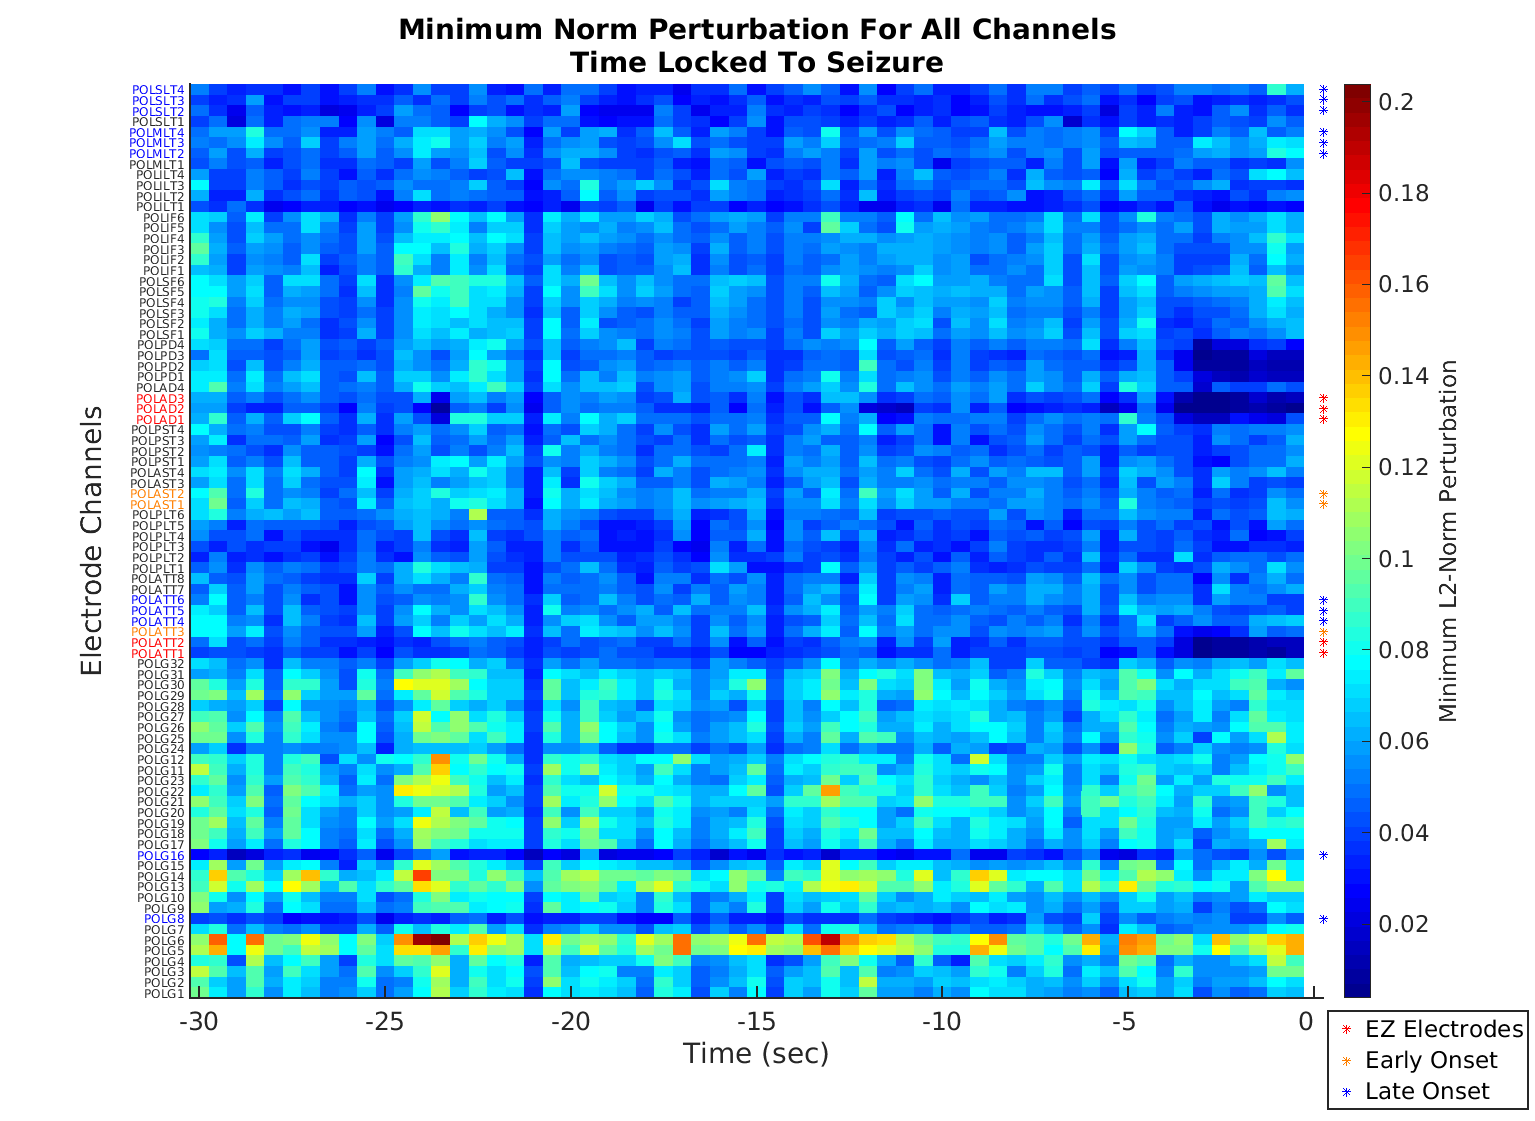 Minimum Norm Perturbation For All Channels
Time Locked To Seizure
Electrode Channels
POLSLT4
POLSLT3
POLSLT2
POLSLT1
POLMLT4
POLMLT3
POLMLT2
POLMLT1
POLILT4
POLILT3
POLILT2
POLILT1
POLIF6
POLIF5
POLIF4
POLIF3
POLIF2
POLIF1
POLSF6
POLSF5
POLSF4
POLSF3
POLSF2
POLSF1
POLPD4
POLPD3
POLPD2
POLPD1
POLAD4
POLAD3
POLAD2
POLAD1
POLPST4
POLPST3
POLPST2
POLPST1
POLAST4
POLAST3
POLAST2
POLAST1
POLPLT6
POLPLT5
POLPLT4
POLPLT3
POLPLT2
POLPLT1
POLATT8
POLATT7
POLATT6
POLATT5
POLATT4
POLATT3
POLATT2
POLATT1
POLG32
POLG31
POLG30
POLG29
POLG28
POLG27
POLG26
POLG25
POLG24
POLG12
POLG11
POLG23
POLG22
POLG21
POLG20
POLG19
POLG18
POLG17
POLG16
POLG15
POLG14
POLG13
POLG10
POLG9
POLG8
POLG7
POLG6
POLG5
POLG4
POLG3
POLG2
POLG1
-30 -25 -20 -15 -10 -5 0
Time (sec)
0.2
0.18
0.16
0.14
0.12
0.1
0.08
0.06
0.04
0.02
Minimum L2-Norm Perturbation
EZ Electrodes
Early Onset
Late Onset